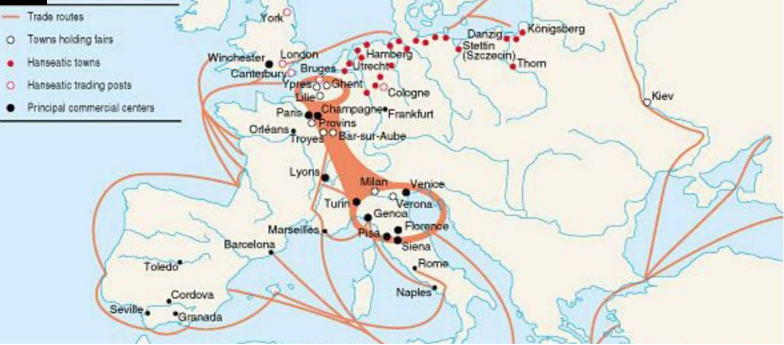 Trade routes
Towns holding fairs
Hanseatic towns
Hanseatic trading posts
Principal commercial centers
York
Winchester
London
Canterbury
Bruges
Ypres
Ghent
Lilie
Utrecht
Hamberg
Cologne
Danzig
Königsberg
Stettin
(Szczecin)
Thorn
Kiev
Paris
Champagne
Frankfurt
Provins
Orléans
Troyes
Bar-sur-Aube
Lyons
Milan
Venice
Turin
Verona
Genoa
Florence
Pisa
Siena
Marseilles
Barcelona
Rome
Naples
Toledo
Cordova
Seville
Granada